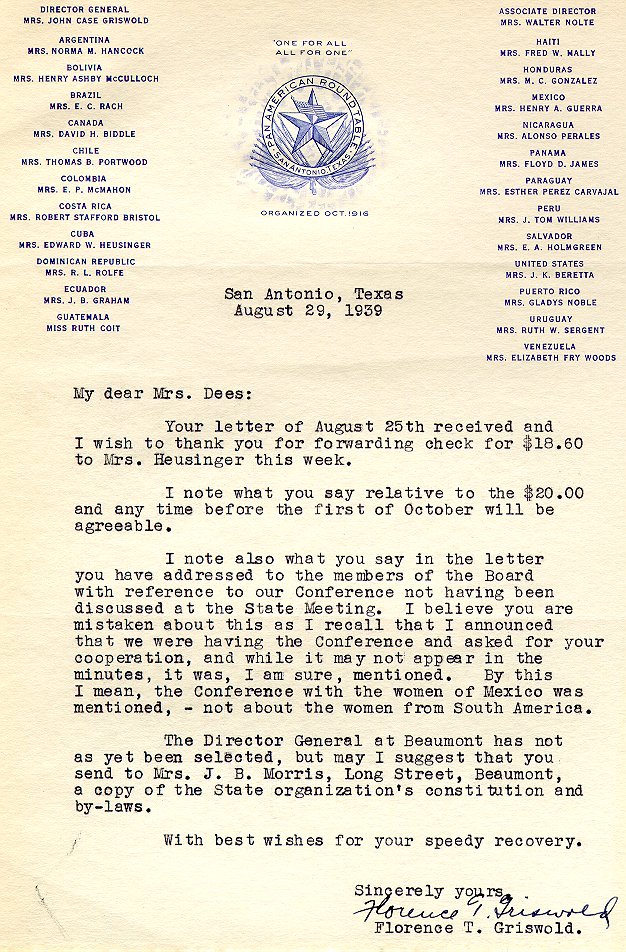 DIRECTOR GENERAL
MRS. JOHN CASE GRISWOLD
ARGENTINA
MRS. NORMA M. HANCOCK
BOLIVIA
MRS. HENRY ASHBY McCULLOCH
BRAZIL
MRS. E. C. RACH
CANADA
MRS. DAVID H. BIDDLE
CHILE
MRS. THOMAS B. PORTWOOD
COLOMBIA
MRS. E. P. McMAHON
COSTA RICA
MRS. ROBERT STAFFORD BRISTOL
CUBA
MRS. EDWARD W. HEUSINGER
DOMINICAN REPUBLIC
MRS. R. L. ROLFE
ECUADOR
MRS. J. B. GRAHAM
GUATEMALA
MISS RUTH COIT
"ONE FOR ALL
ALL FOR ONE"
PAN AMERICAN ROUND TABLE
SAN ANTONIO, TEXAS
ORGANIZED OCT. 1916
ASSOCIATE DIRECTOR
MRS. WALTER NOLTE
HAITI
MRS. FRED W. MALLY
HONDURAS
MRS. M. C. GONZALEZ
MEXICO
MRS. HENRY A. GUERRA
NICARAGUA
MRS. ALONSO PERALES
PANAMA
MRS. FLOYD D. JAMES
PARAGUAY
MRS. ESTHER PEREZ CARVAJAL
PERU
MRS. J. TOM WILLIAMS
SALVADOR
MRS. E. A. HOLMGREEN
UNITED STATES
MRS. J. K. BERETTA
PUERTO RICO
MRS. GLADYS NOBLE
URUGUAY
MRS. RUTH W. SERGENT
VENEZUELA
MRS. ELIZABETH FRY WOODS
San Antonio, Texas
August 29, 1939
My dear Mrs. Dees:
Your letter of August 25th received and
I wish to thank you for forwarding check for $18.60
to Mrs. Heusinger this week.
I note what you say relative to the $20.00
and any time before the first of October will be
agreeable.
I note also what you say in the letter
you have addressed to the members of the Board
with reference to our Conference not having been
discussed at the State Meeting. I believe you are
mistaken about this as I recall that I announced
that we were having the Conference and asked for your
cooperation, and while it may not appear in the
minutes, it was, I am sure, mentioned. By this
I mean, the Conference with the women of Mexico was
mentioned, - not about the women from South America.
The Director General at Beaumont has not
as yet been selected, but may I suggest that you
send to Mrs. J. B. Morris, Long Street, Beaumont,
a copy of the State organization's constitution and
by-laws.
With best wishes for your speedy recovery.
Sincerely yours,
Florence T. Griswold
Florence T. Griswold.